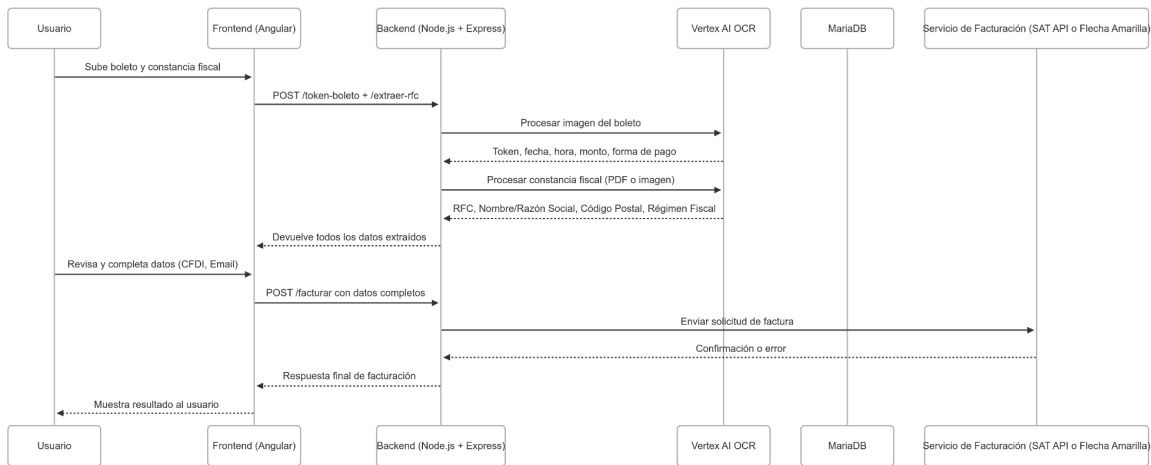 Usuario
Frontend (Angular)
Backend (Node.js + Express)
Vertex AI OCR
MariaDB
Servicio de Facturación (SAT API o Flecha Amarilla)
Sube boleto y constancia fiscal
POST /token-boleto + /extraer-rfc
Procesar imagen del boleto
Token, fecha, hora, monto, forma de pago
Procesar constancia fiscal (PDF o imagen)
RFC, Nombre/Razón Social, Código Postal, Régimen Fiscal
Devuelve todos los datos extraídos
Revisa y completa datos (CFDI, Email)
POST /facturar con datos completos
Enviar solicitud de factura
Confirmación o error
Respuesta final de facturación
Muestra resultado al usuario
Usuario
Frontend (Angular)
Backend (Node.js + Express)
Vertex AI OCR
MariaDB
Servicio de Facturación (SAT API o Flecha Amarilla)